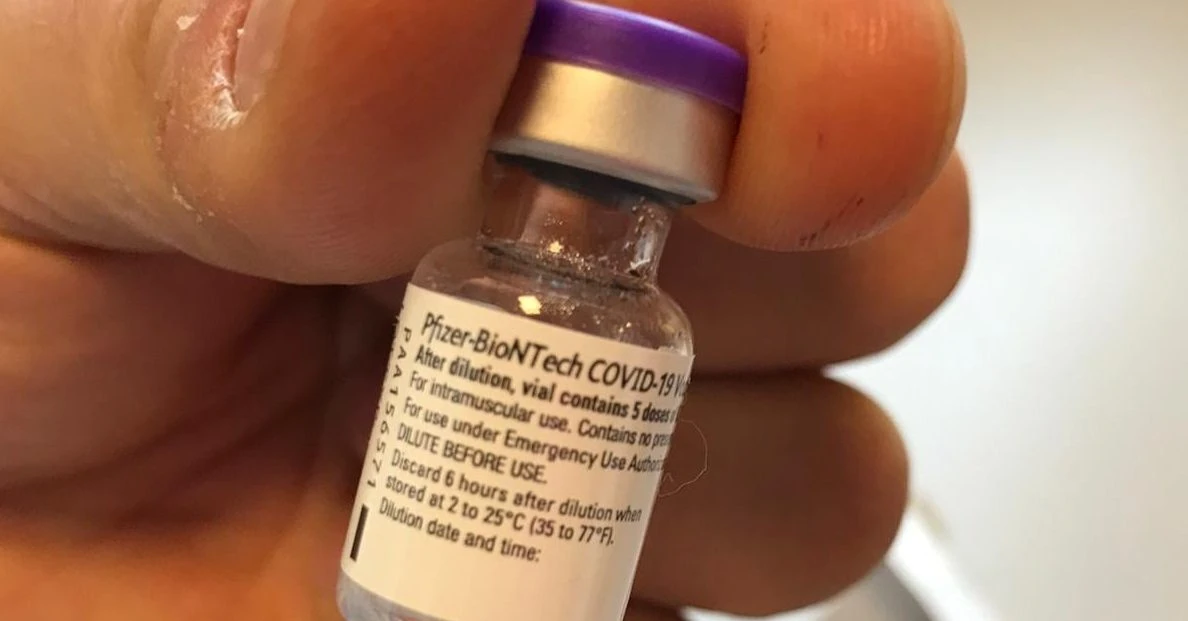 Pfizer-BioNTech COVID-19
After dilution, vial contains 5 doses
For intramuscular use. Contains no
For use under Emergency Use
DILUTE BEFORE USE.
Discard 6 hours after dilution when
stored at 2 to 25°C (35 to 77°F).
Dilution date and time:
PAA156571